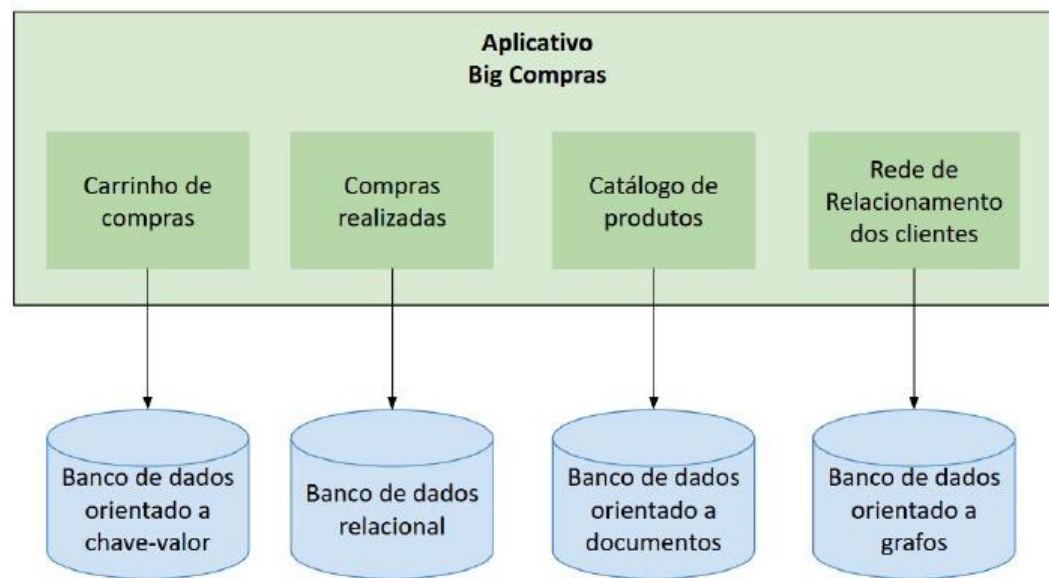 Aplicativo
Big Compras
Carrinho de
compras
Compras
realizadas
Catálogo de
produtos
Rede de
Relacionamento
dos clientes
Banco de dados
orientado a
chave-valor
Banco de dados
relacional
Banco de dados
orientado a
documentos
Banco de dados
orientado a
grafos